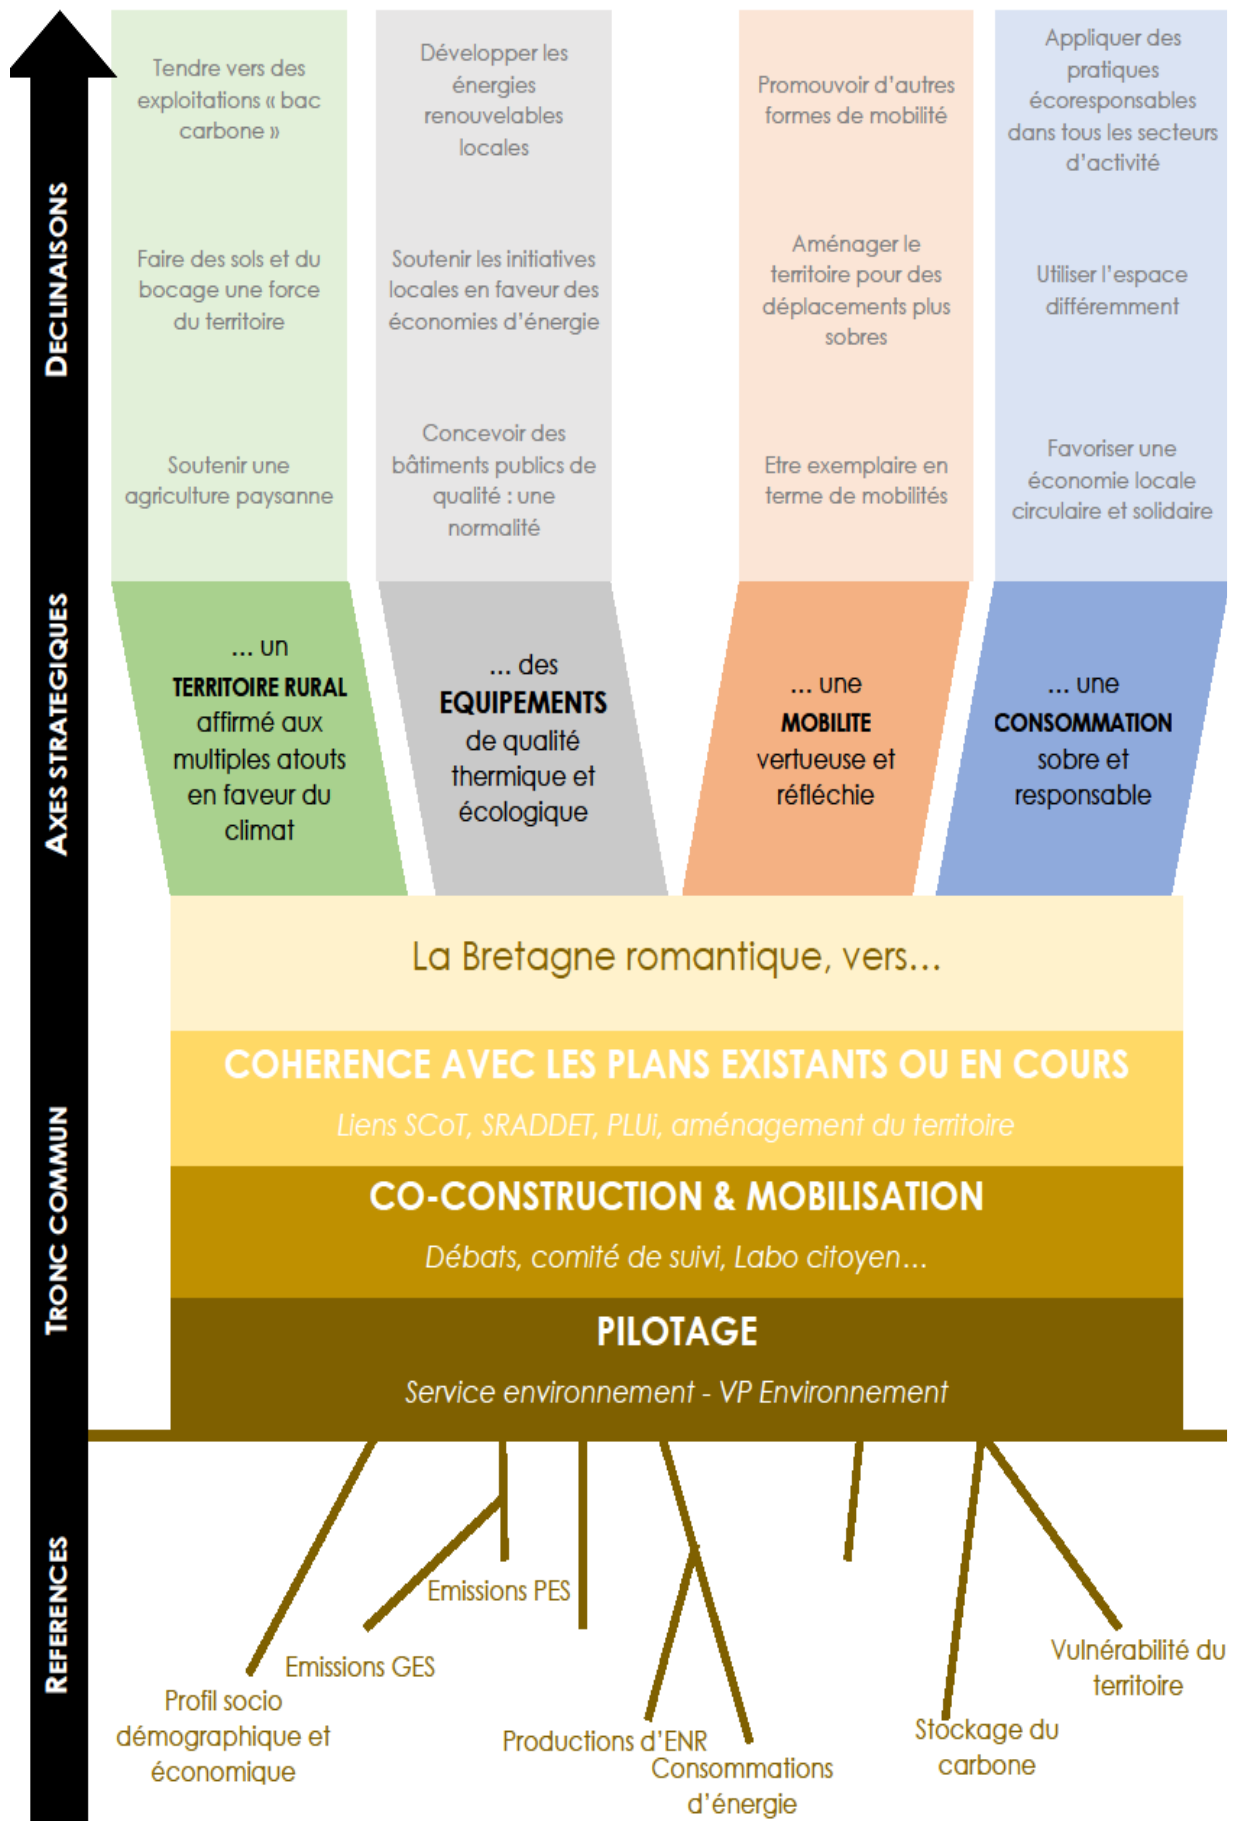 DECLINAISONS
Tendre vers des
exploitations « bac
carbone »
Développer les
énergies
renouvelables
locales
Promouvoir d'autres
formes de mobilité
Appliquer des
pratiques
écoresponsables
dans tous les secteurs
d'activité
Faire des sols et du
bocage une force
du territoire
Soutenir les initiatives
locales en faveur des
économies d'énergie
Aménager le
territoire pour des
déplacements plus
sobres
Utiliser l'espace
différemment
Soutenir une
agriculture paysanne
Concevoir des
bâtiments publics de
qualité : une
normalité
Etre exemplaire en
terme de mobilités
Favoriser une
économie locale
circulaire et solidaire
AXES STRATEGIQUES
... un
TERRITOIRE RURAL
affirmé aux
multiples atouts
en faveur du
climat
... des
EQUIPEMENTS
de qualité
thermique et
écologique
... une
MOBILITE
vertueuse et
réfléchie
... une
CONSOMMATION
sobre et
responsable
TRONC COMMUN
La Bretagne romantique, vers...
COHERENCE AVEC LES PLANS EXISTANTS OU EN COURS
Liens SCoT, SRADDET, PLUi, aménagement du territoire
CO-CONSTRUCTION & MOBILISATION
Débats, comité de suivi, Labo citoyen...
PILOTAGE
Service environnement - VP Environnement
REFERENCES
Profil socio
démographique et
économique
Emissions GES
Emissions PES
Productions d'ENR
Consommations
d'énergie
Stockage du
carbone
Vulnérabilité du
territoire